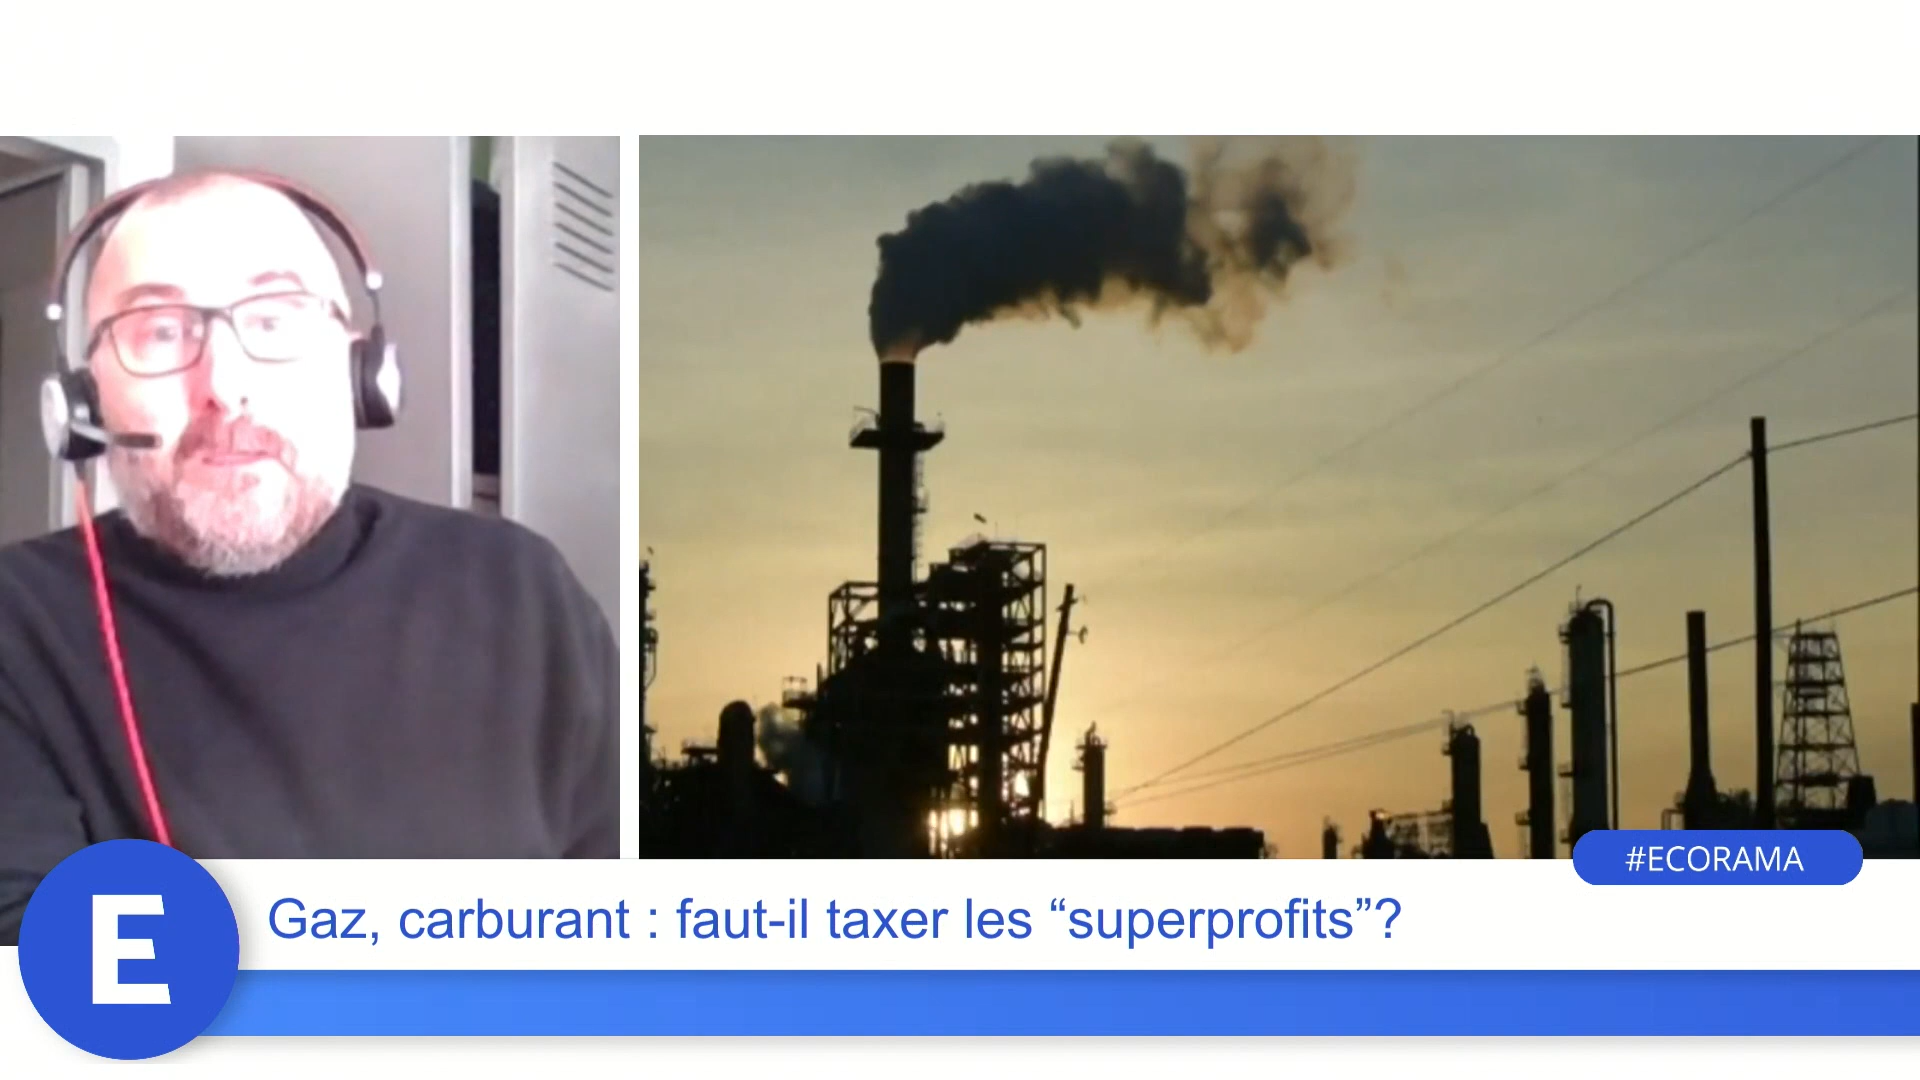 #ECORAMA
E
Gaz, carburant : faut-il taxer les “superprofits”?